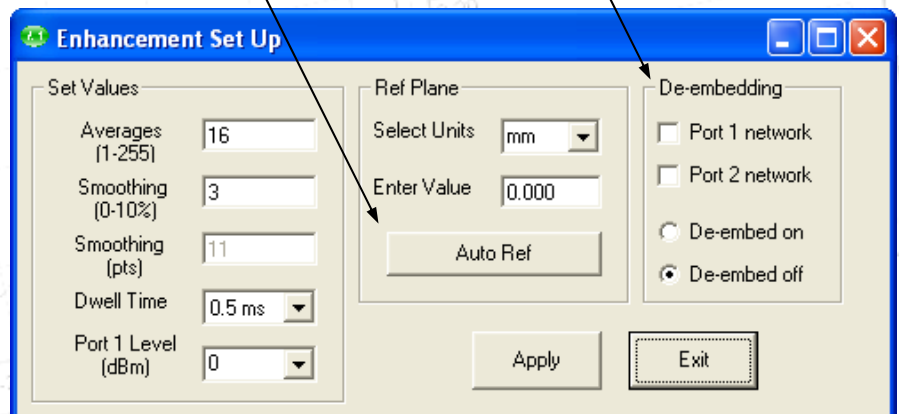 Enhancement Set Up
Set Values
Averages
(1-255)
16
Smoothing
(0-10%)
3
Smoothing
(pts)
11
Dwell Time
0.5 ms
Port 1 Level
(dBm)
0
Ref Plane
Select Units
mm
Enter Value
0.000
Auto Ref
De-embedding
Port 1 network
Port 2 network
De-embed on
De-embed off
Apply
Exit